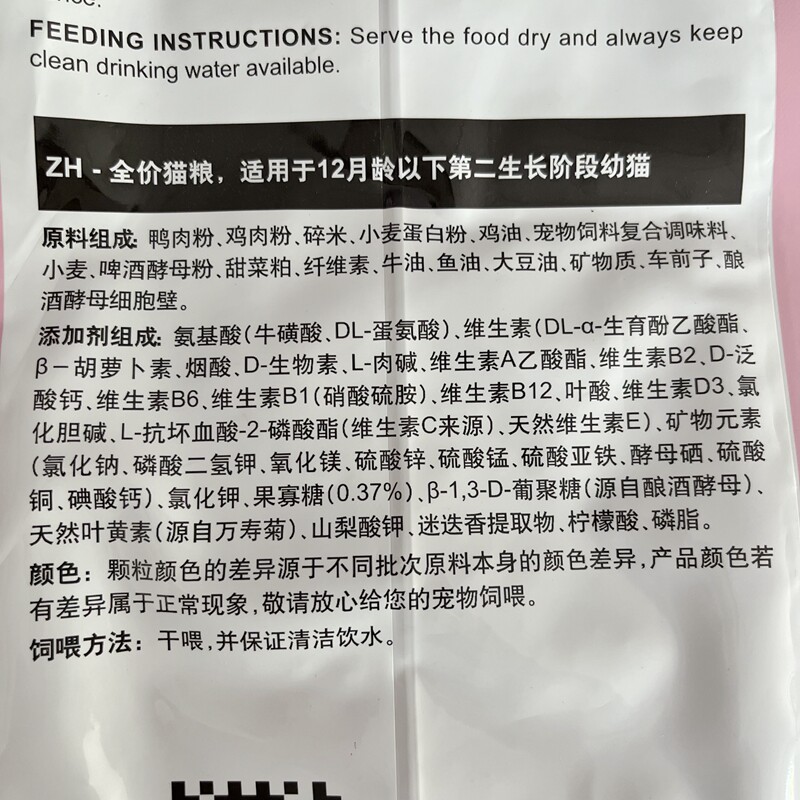 FEEDING INSTRUCTIONS: Serve the food dry and always keep
clean drinking water available.
ZH - 全价猫粮，适用于12月龄以下第二生长阶段幼猫
原料组成: 鸭肉粉、鸡肉粉、碎米、小麦蛋白粉、鸡油、宠物饲料复合调味料、
小麦、啤酒酵母粉、甜菜粕、纤维素、牛油、鱼油、大豆油、矿物质、车前子、酿
酒酵母细胞壁。
添加剂组成: 氨基酸(牛磺酸、DL-蛋氨酸)、维生素(DL-α-生育酚乙酸酯、
β－胡萝卜素、烟酸、D-生物素、L-肉碱、维生素A乙酸酯、维生素B2、D-泛
酸钙、维生素B6、维生素B1(硝酸硫胺)、维生素B12、叶酸、维生素D3、氯
化胆碱、L-抗坏血酸-2-磷酸酯(维生素C来源)、天然维生素E)、矿物元素
(氯化钠、磷酸二氢钾、氧化镁、硫酸锌、硫酸锰、硫酸亚铁、酵母硒、硫酸
铜、碘酸钙)、氯化钾、果寡糖(0.37%)、β-1,3-D-葡聚糖(源自酿酒酵母)、
天然叶黄素(源自万寿菊)、山梨酸钾、迷迭香提取物、柠檬酸、磷脂。
颜色：颗粒颜色的差异源于不同批次原料本身的颜色差异,产品颜色若
有差异属于正常现象,敬请放心给您的宠物饲喂。
饲喂方法：干喂,并保证清洁饮水。